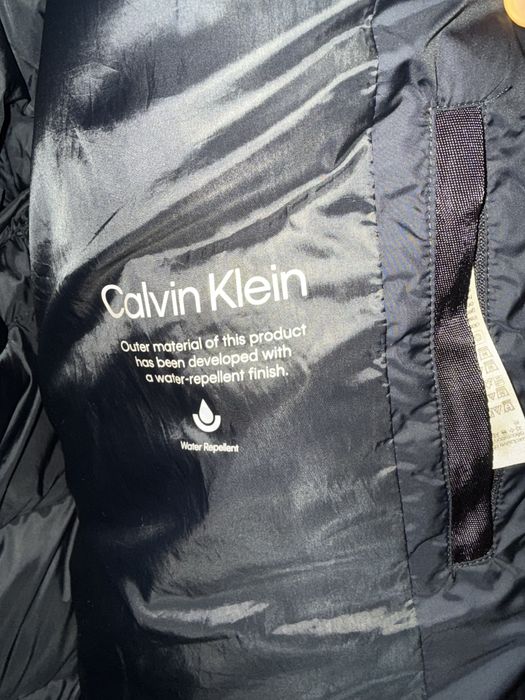 Calvin Klein
Outer material of this product
has been developed with
a water-repellent finish.
Water Repellent